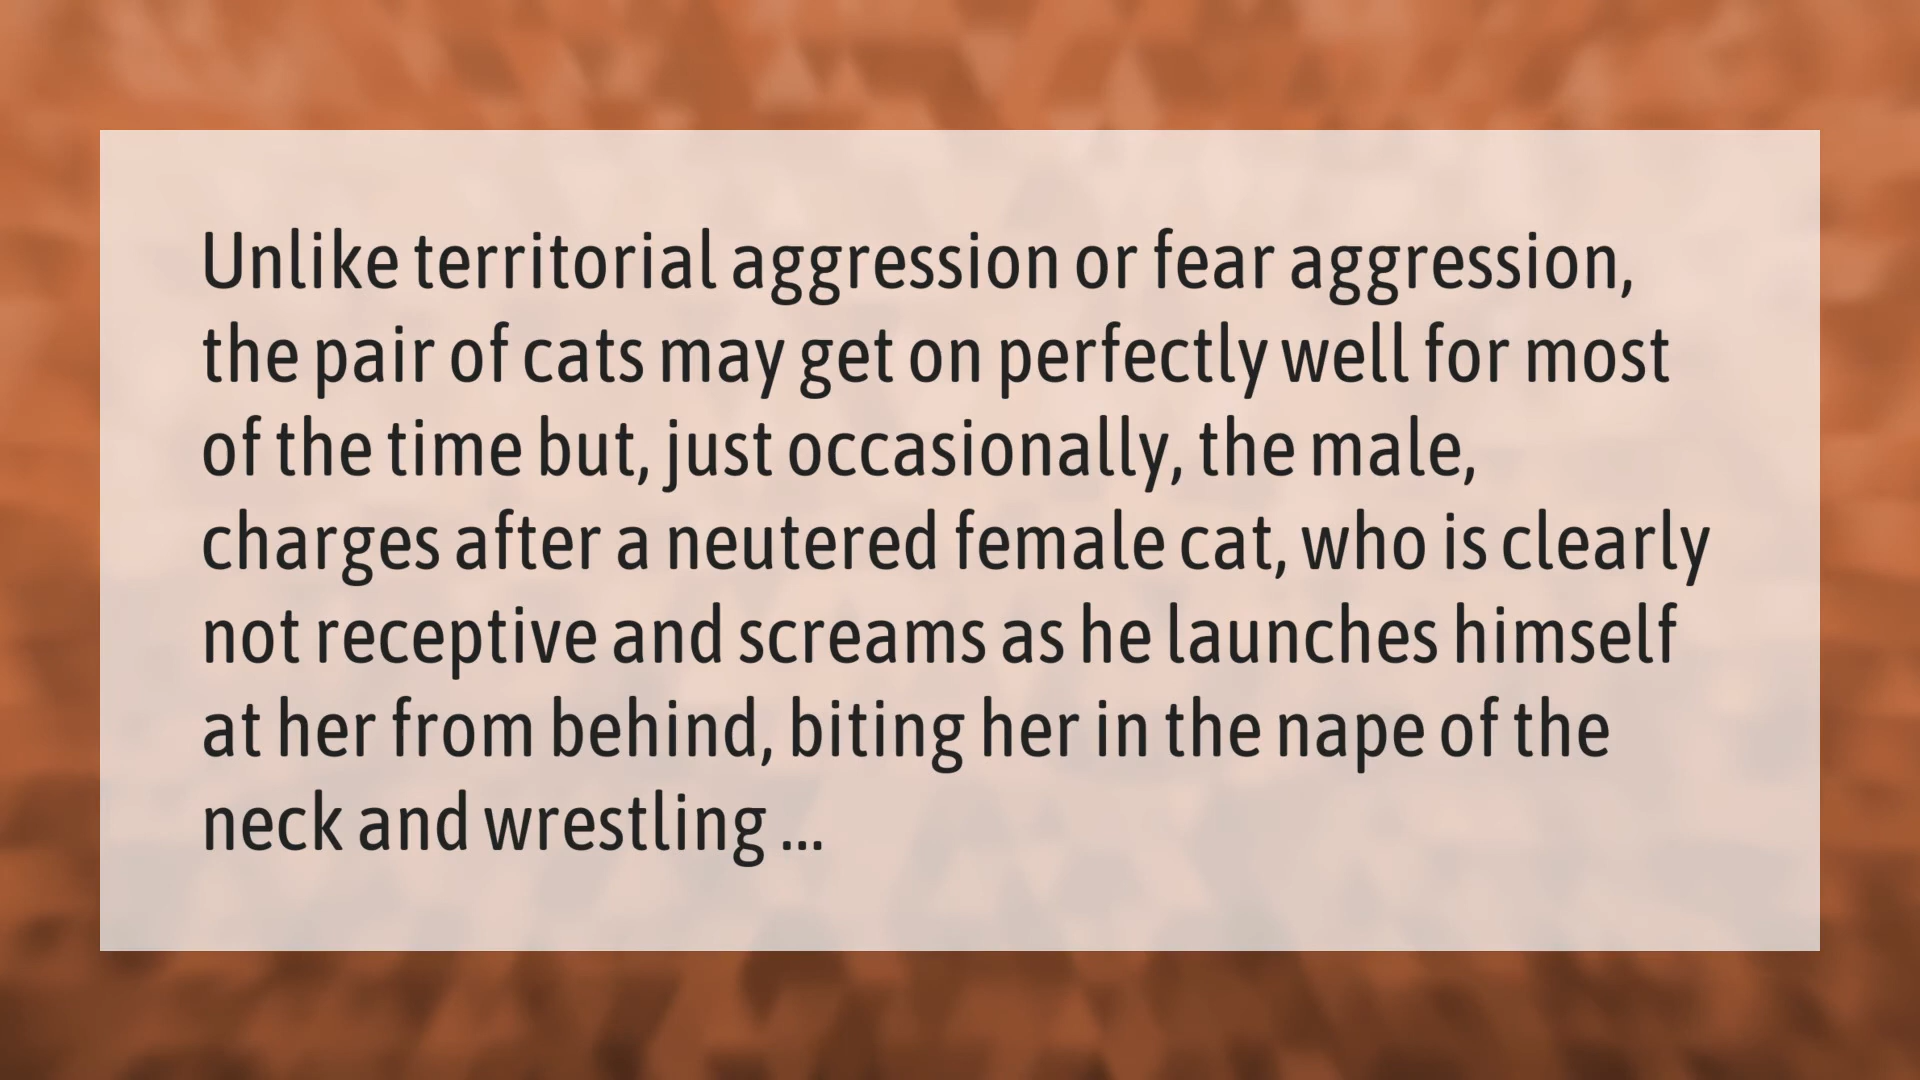 Unlike territorial aggression or fear aggression,
the pair of cats may get on perfectly well for most
of the time but, just occasionally, the male,
charges after a neutered female cat, who is clearly
not receptive and screams as he launches himself
at her from behind, biting her in the nape of the
neck and wrestling ...